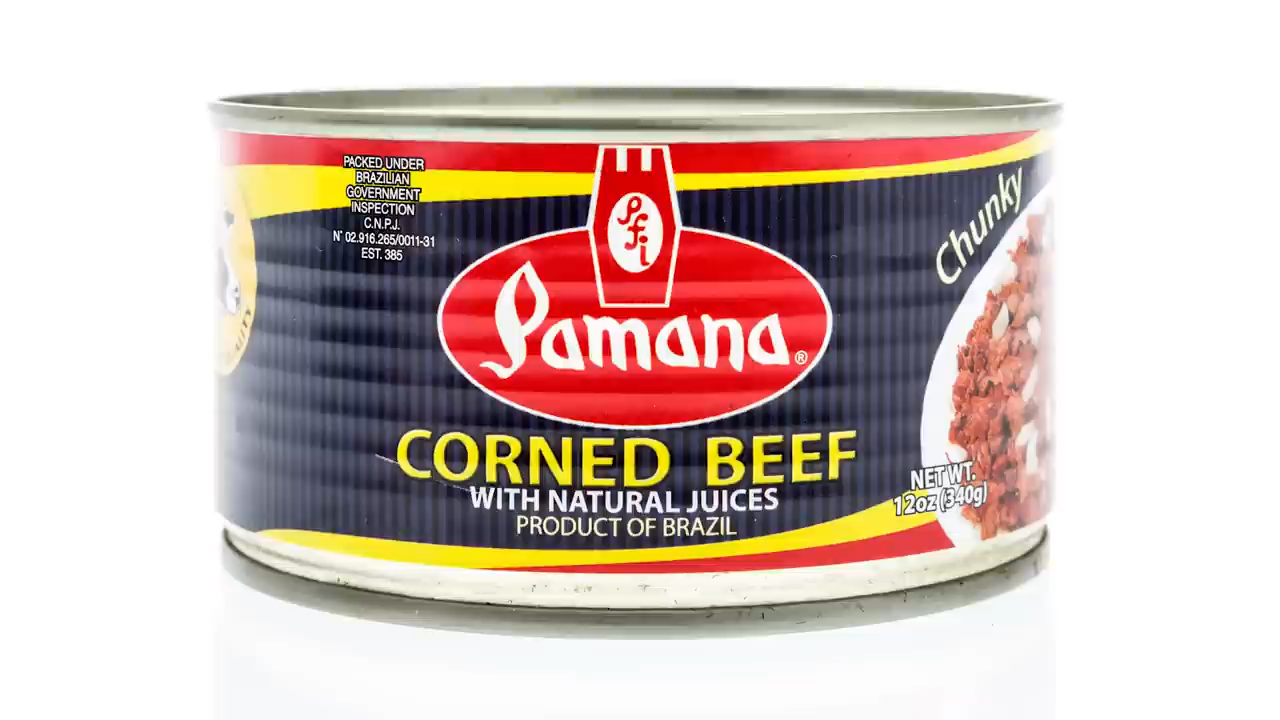 PACKED UNDER
BRAZILIAN
GOVERNMENT
INSPECTION
C.N.P.J.
N° 02.916.265/0011-31
EST. 385
pfi
Pamana®
Chunky
CORNED BEEF
WITH NATURAL JUICES
PRODUCT OF BRAZIL
NET WT.
12oz (340g)